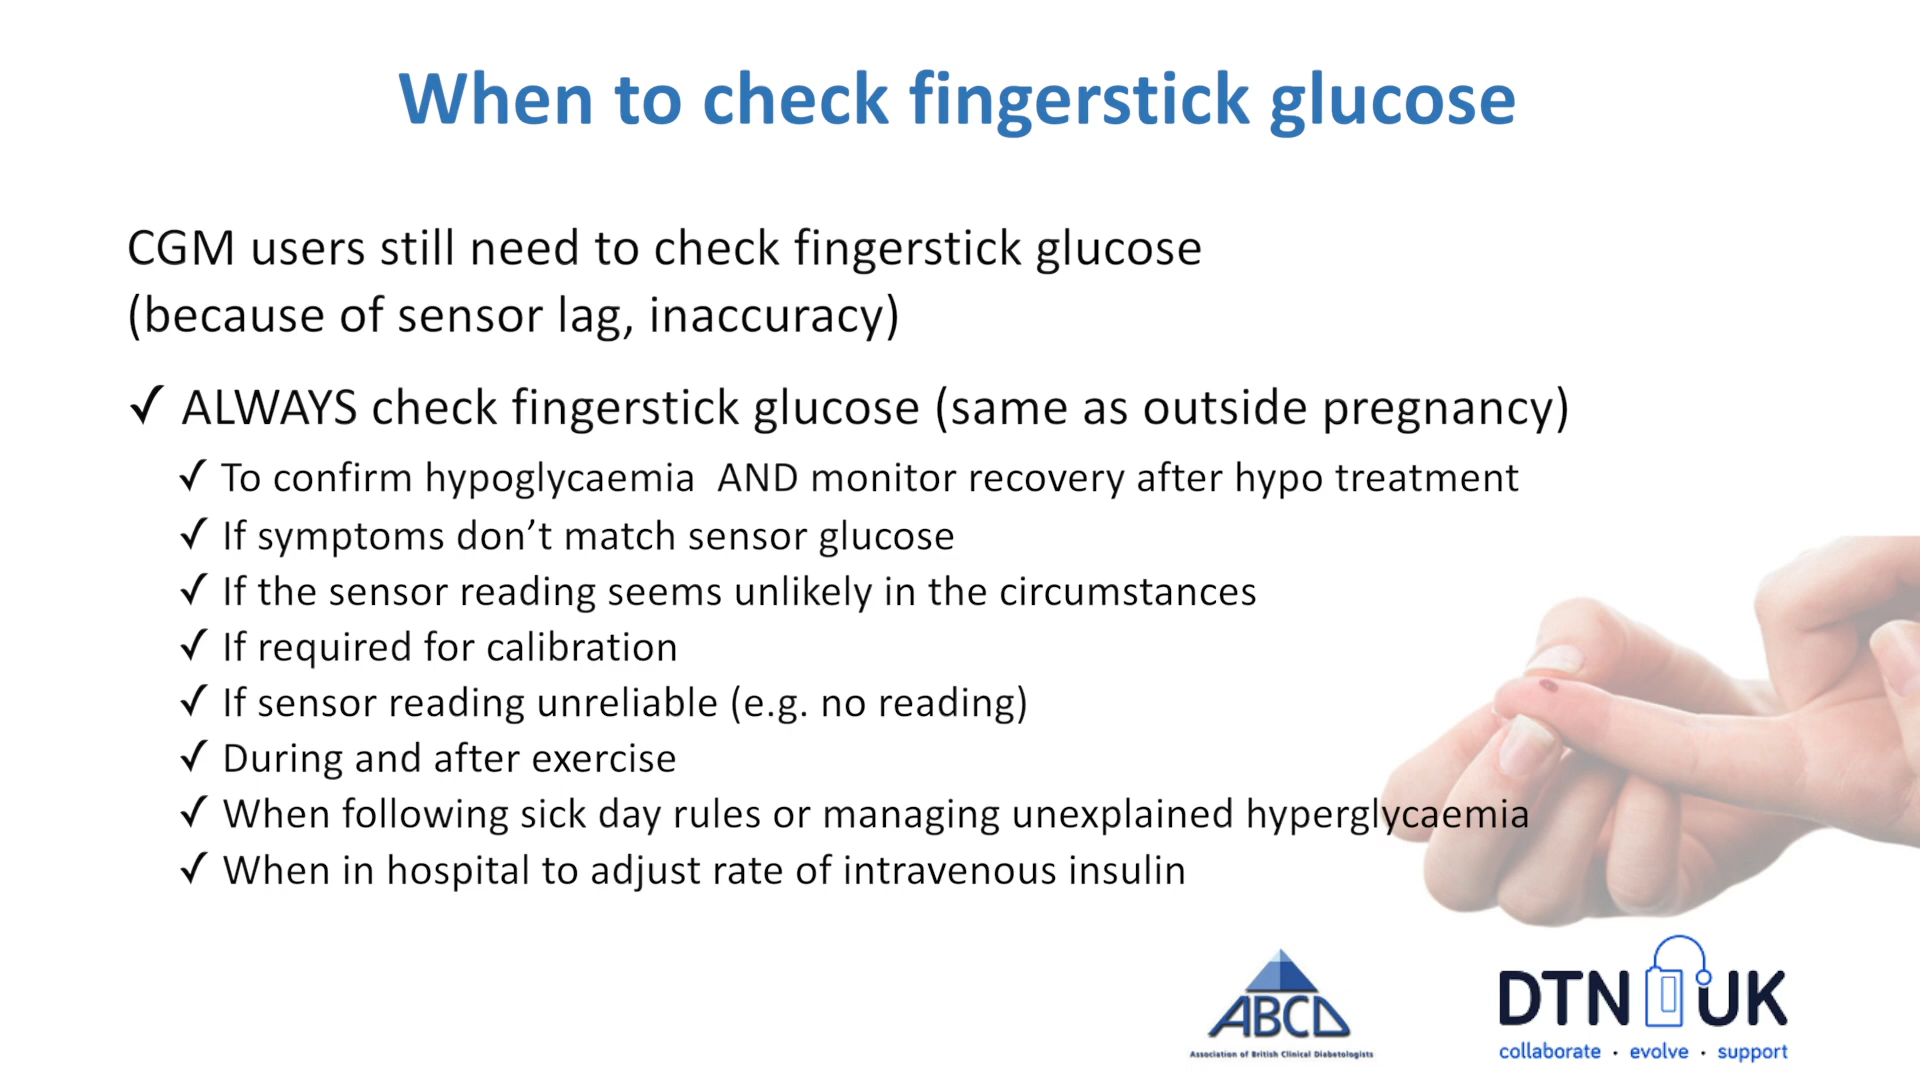 When to check fingerstick glucose
CGM users still need to check fingerstick glucose
(because of sensor lag, inaccuracy)
✓ ALWAYS check fingerstick glucose (same as outside pregnancy)
✓ To confirm hypoglycaemia AND monitor recovery after hypo treatment
✓ If symptoms don’t match sensor glucose
✓ If the sensor reading seems unlikely in the circumstances
✓ If required for calibration
✓ If sensor reading unreliable (e.g. no reading)
✓ During and after exercise
✓ When following sick day rules or managing unexplained hyperglycaemia
✓ When in hospital to adjust rate of intravenous insulin
ABCD
Association of British Clinical Diabetologists
DTN UK
collaborate · evolve · support